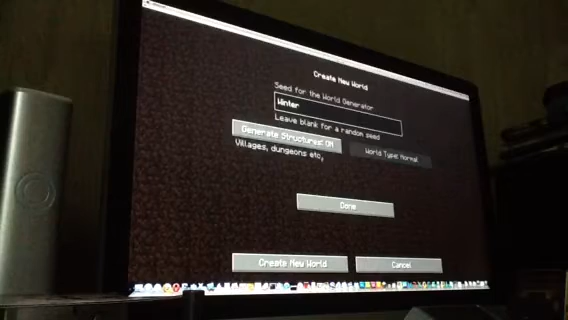 Create New World
Seed for the World Generator
Winter
Leave blank for a random seed
Generate Structures: ON
World Type: Normal
Villages, dungeons etc,
Done
Create New World
Cancel